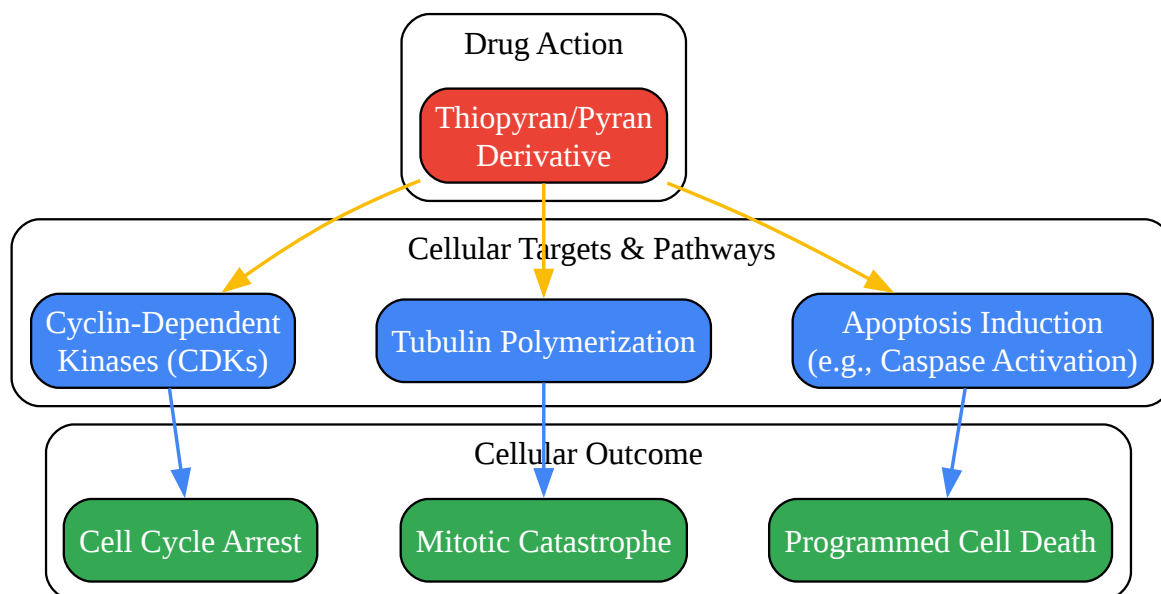 Drug Action
Thiopyran/Pyran
Derivative
Cellular Targets & Pathways
Cyclin-Dependent
Kinases (CDKs)
Tubulin Polymerization
Apoptosis Induction
(e.g., Caspase Activation)
Cellular Outcome
Cell Cycle Arrest
Mitotic Catastrophe
Programmed Cell Death